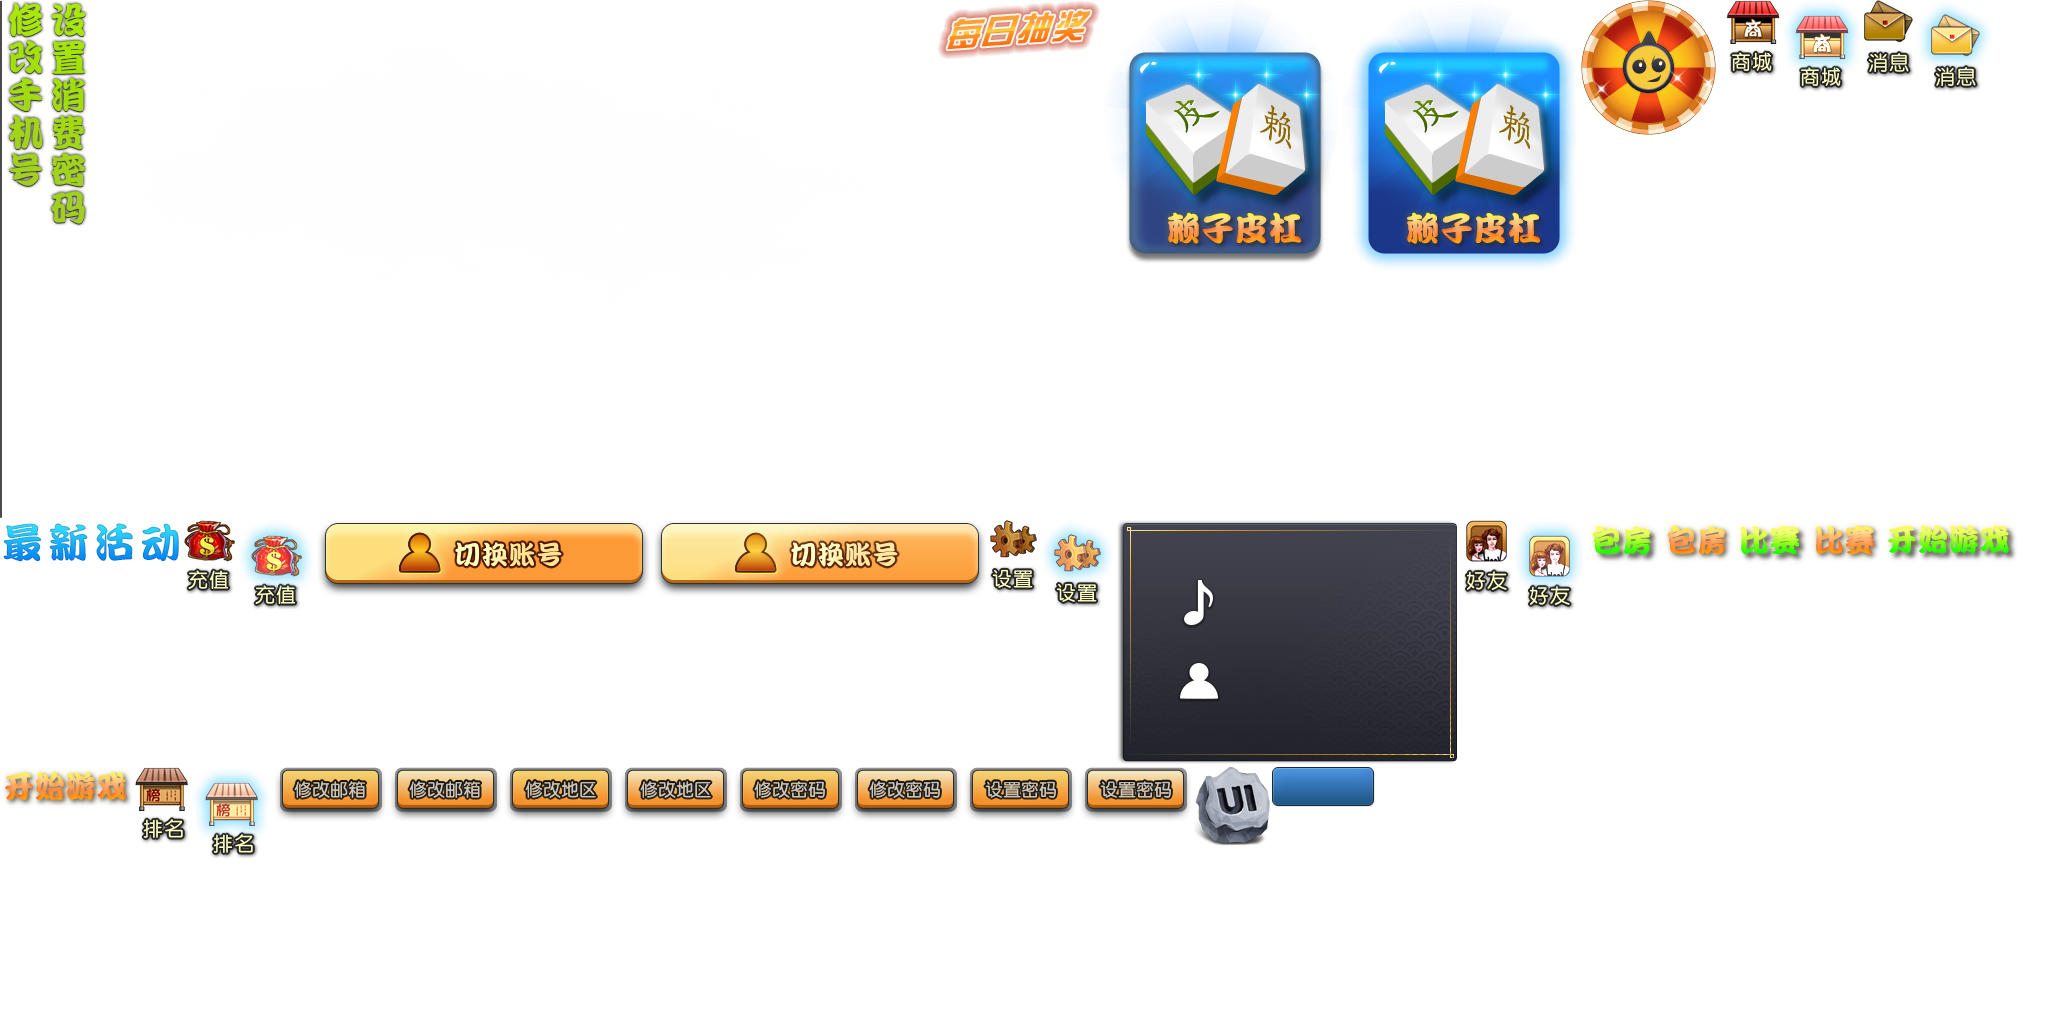 修改手机号
设置消费密码
每日抽奖
皮
赖
赖子皮杠
皮
赖
赖子皮杠
商
商城
商
商城
消息
消息
最新活动
$
充值
$
充值
切换账号
切换账号
设置
设置
好友
好友
包房
包房
比赛
比赛
开始游戏
开始游戏
榜
排名
榜
排名
修改邮箱
修改邮箱
修改地区
修改地区
修改密码
修改密码
设置密码
设置密码
UI